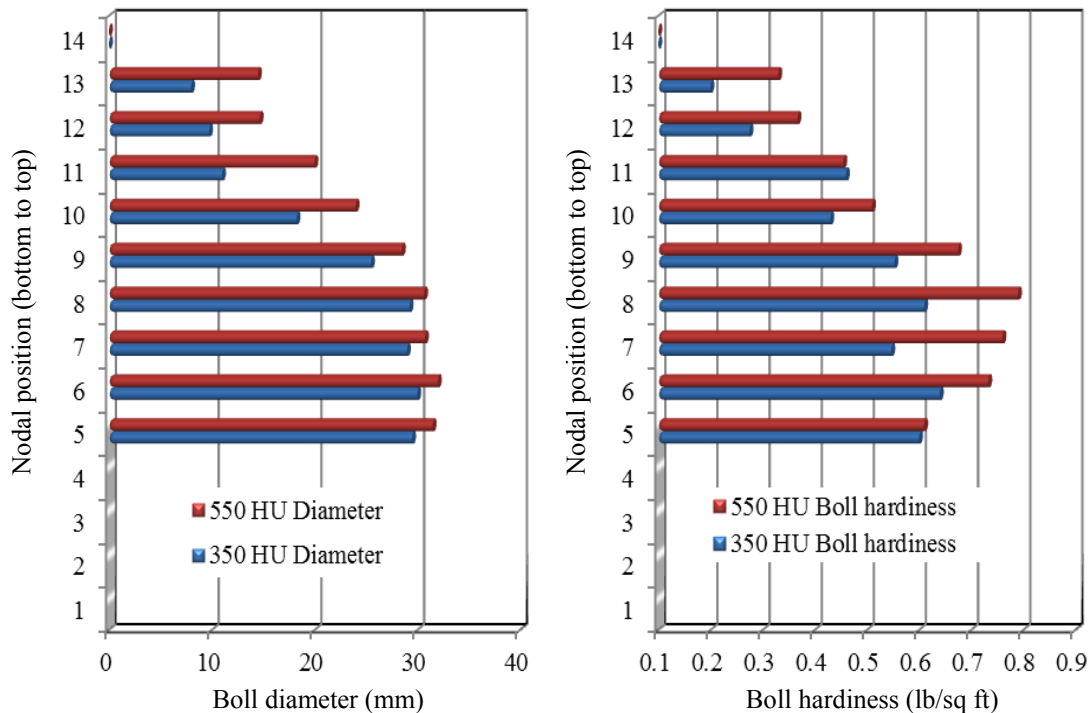 Nodal position (bottom to top)
14
13
12
11
10
9
8
7
6
5
4
3
2
1
550 HU Diameter
350 HU Diameter
0 10 20 30 40
Boll diameter (mm)
Nodal position (bottom to top)
14
13
12
11
10
9
8
7
6
5
4
3
2
1
550 HU Boll hardiness
350 HU Boll hardiness
0.1 0.2 0.3 0.4 0.5 0.6 0.7 0.8 0.9
Boll hardiness (lb/sq ft)